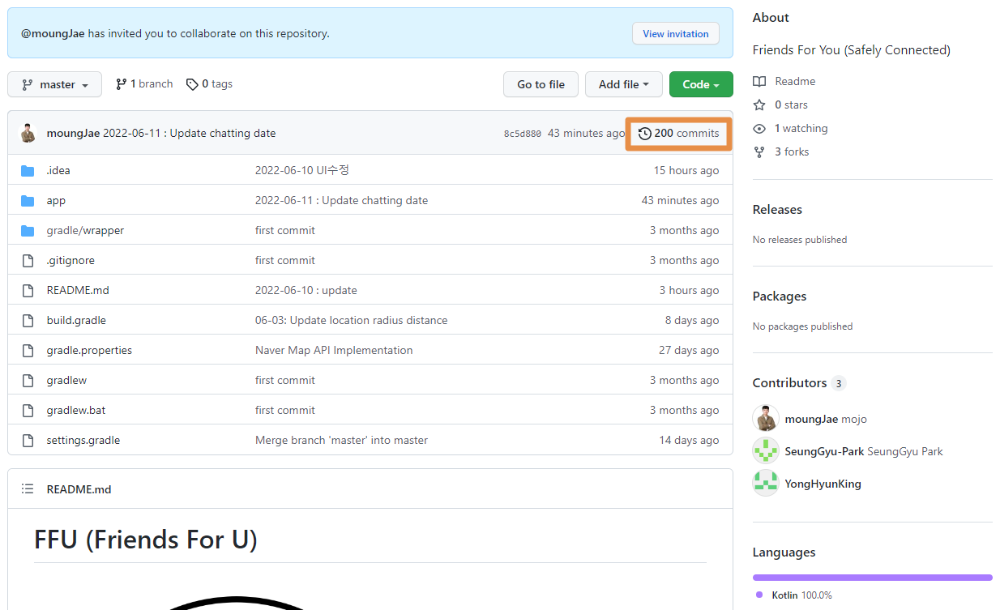 @moungJae has invited you to collaborate on this repository.
View invitation
master
1 branch
0 tags
Go to file
Add file
Code
moungJae 2022-06-11 : Update chatting date
8c5d880 43 minutes ago
200 commits
.idea 2022-06-10 UI수정 15 hours ago
app 2022-06-11 : Update chatting date 43 minutes ago
gradle/wrapper first commit 3 months ago
.gitignore first commit 3 months ago
README.md 2022-06-10 : update 3 hours ago
build.gradle 06-03: Update location radius distance 8 days ago
gradle.properties Naver Map API Implementation 27 days ago
gradlew first commit 3 months ago
gradlew.bat first commit 3 months ago
settings.gradle Merge branch 'master' into master 14 days ago
README.md
FFU (Friends For U)
About
Friends For You (Safely Connected)
Readme
0 stars
1 watching
3 forks
Releases
No releases published
Packages
No packages published
Contributors 3
moungJae mojo
SeungGyu-Park SeungGyu Park
YongHyunKing
Languages
Kotlin 100.0%